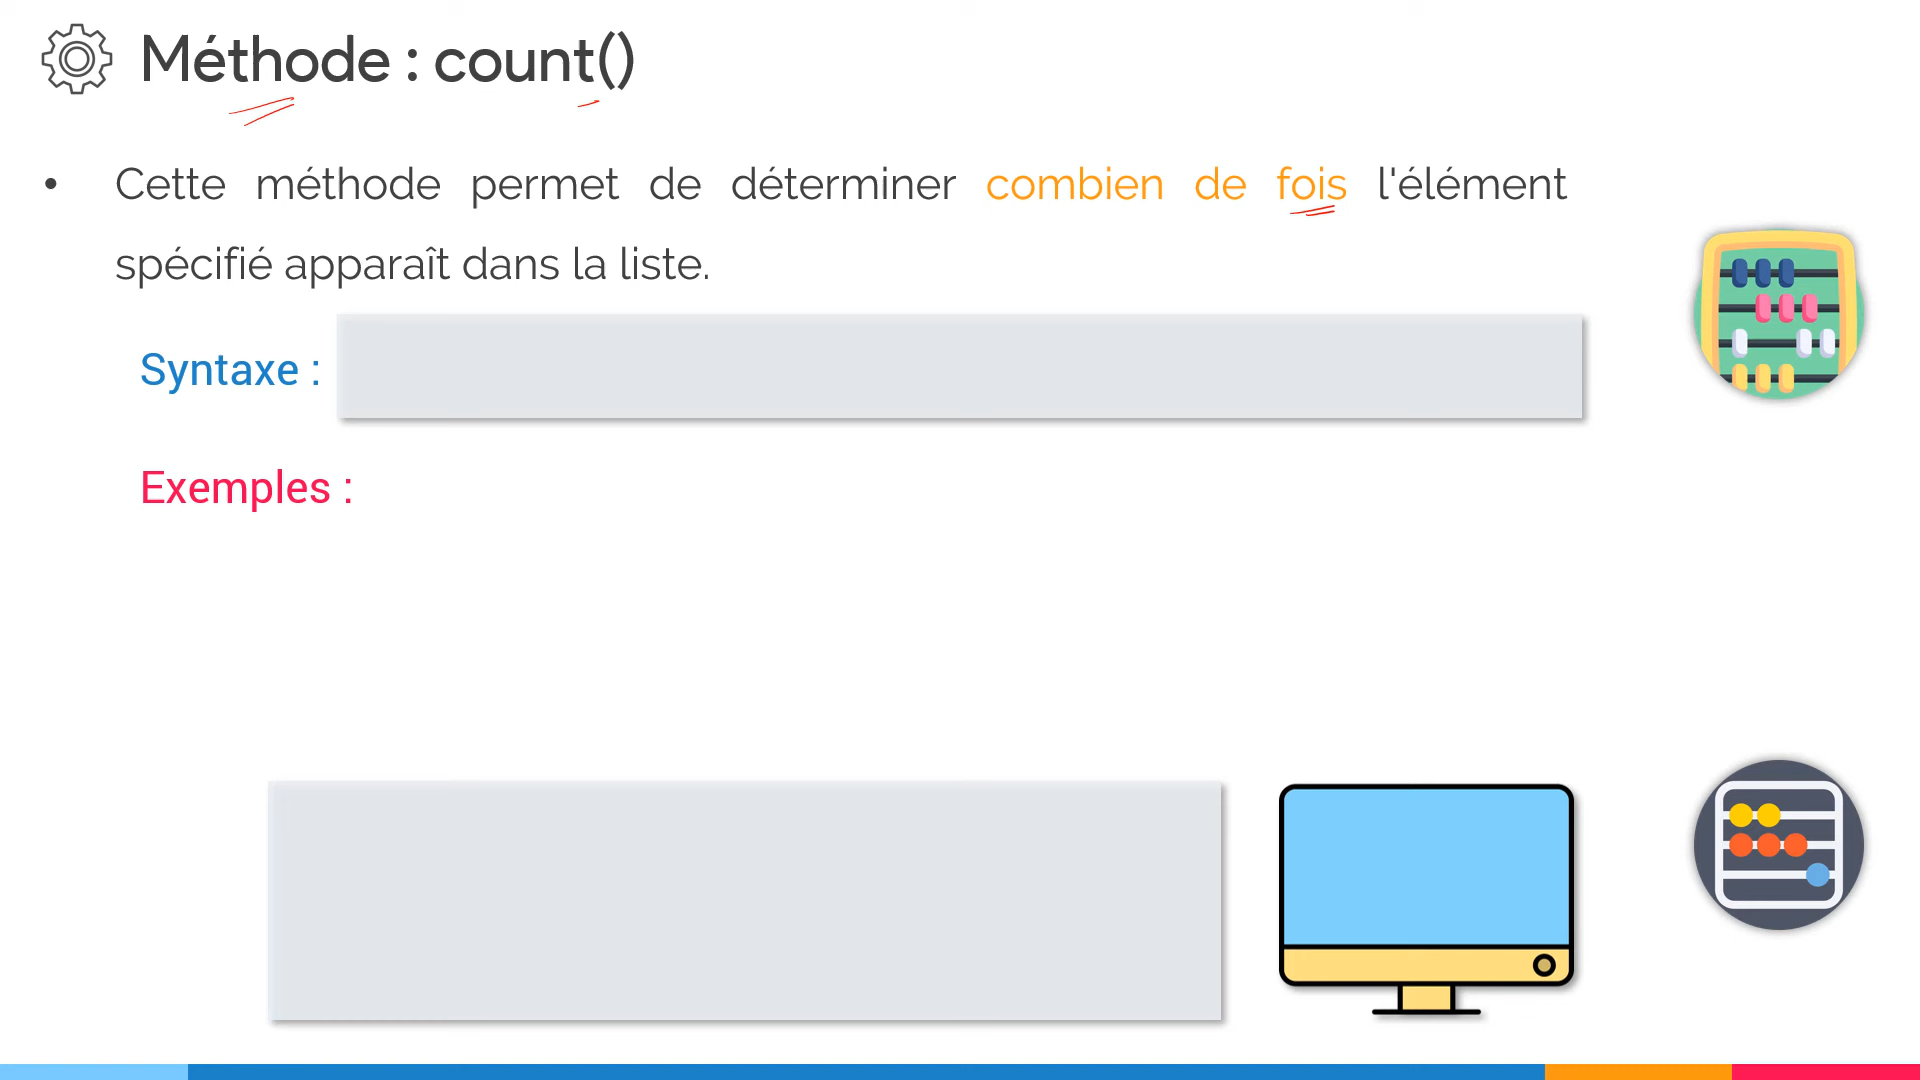 Méthode : count()
• Cette méthode permet de déterminer combien de fois l'élément
spécifié apparaît dans la liste.
Syntaxe :
Exemples :